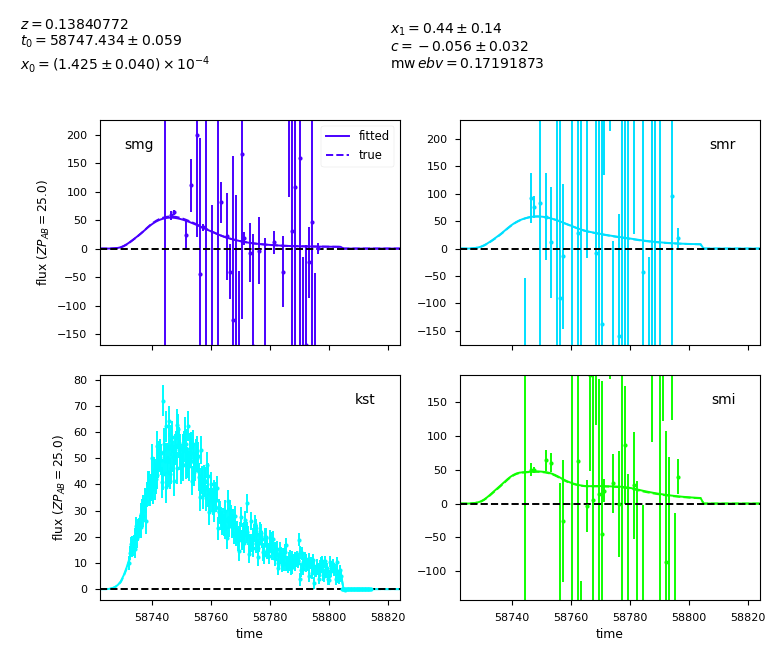 z = 0.13840772
t₀ = 58747.434 ± 0.059
x₀ = (1.425 ± 0.040) × 10⁻⁴
x₁ = 0.44 ± 0.14
c = −0.056 ± 0.032
mw ebv = 0.17191873
smg
fitted
true
200
150
100
50
0
−50
−100
−150
flux (ZP_AB = 25.0)
smr
200
150
100
50
0
−50
−100
−150
kst
80
70
60
50
40
30
20
10
0
flux (ZP_AB = 25.0)
58740 58760 58780 58800 58820
time
smi
150
100
50
0
−50
−100
58740 58760 58780 58800 58820
time